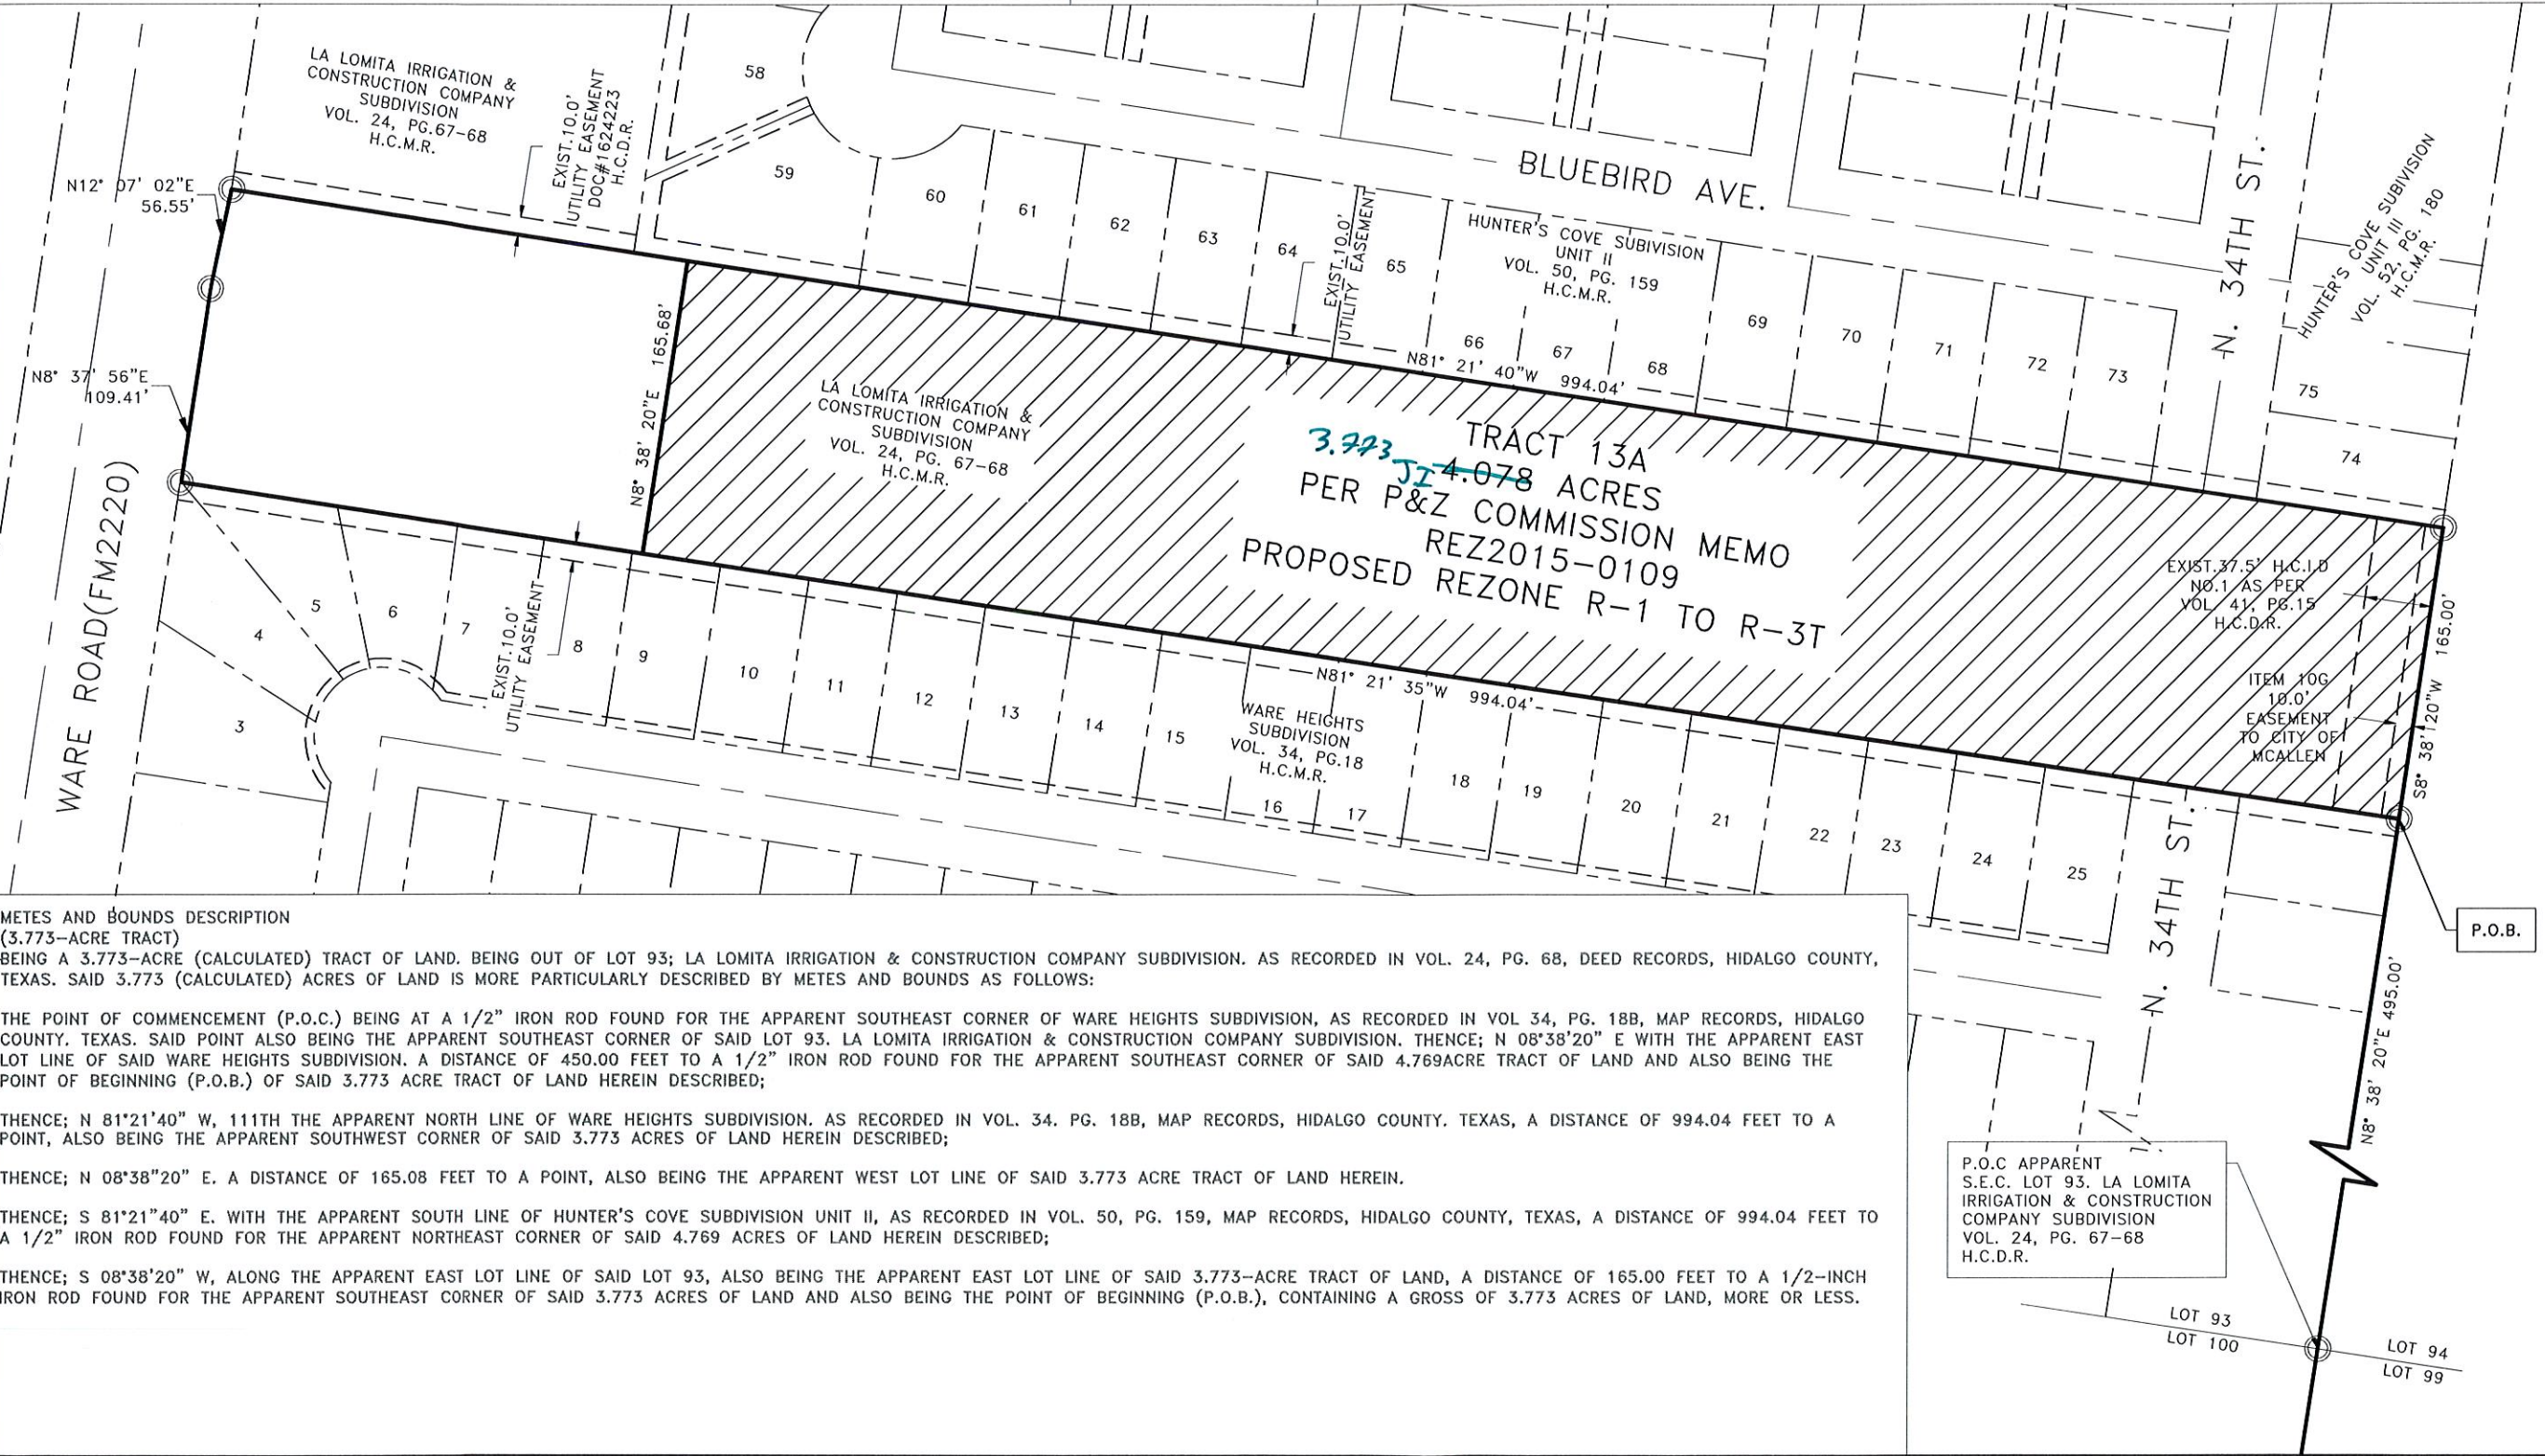 LA LOMITA IRRIGATION &
CONSTRUCTION COMPANY
SUBDIVISION
VOL. 24, PG.67-68
H.C.M.R.
EXIST.10.0'
UTILITY EASEMENT
DOC#1624223
H.C.D.R.
58
59
60
61
62
63
64
EXIST.10.0'
UTILITY EASEMENT
65
BLUEBIRD AVE.
HUNTER'S COVE SUBIVISION
UNIT II
VOL. 50, PG. 159
H.C.M.R.
66
67
68
69
70
71
72
73
N. 34TH ST.
HUNTER'S COVE SUBDIVISION
UNIT III
VOL. 52, PG. 180
H.C.M.R.
75
74
N12° 07' 02"E
56.55'
N8° 37' 56"E
109.41'
WARE ROAD(FM2220)
N8° 38' 20"E 165.68'
LA LOMITA IRRIGATION &
CONSTRUCTION COMPANY
SUBDIVISION
VOL. 24, PG. 67-68
H.C.M.R.
N81° 21' 40"W 994.04'
TRACT 13A
3.773 JI 4.078 ACRES
PER P&Z COMMISSION MEMO
REZ2015-0109
PROPOSED REZONE R-1 TO R-3T
EXIST.37.5' H.C.I.D
NO.1 AS PER
VOL. 41, PG.15
H.C.D.R.
ITEM 10G
10.0'
EASEMENT
TO CITY OF
MCALLEN
165.00'
S8° 38' 20"W
N81° 21' 35"W 994.04'
3
4
5
6
7
EXIST.10.0'
UTILITY EASEMENT
8
9
10
11
12
13
14
15
WARE HEIGHTS
SUBDIVISION
VOL. 34, PG.18
H.C.M.R.
16
17
18
19
20
21
22
23
24
25
N. 34TH ST.
P.O.B.
N8° 38' 20"E 495.00'
METES AND BOUNDS DESCRIPTION
(3.773-ACRE TRACT)
BEING A 3.773-ACRE (CALCULATED) TRACT OF LAND. BEING OUT OF LOT 93; LA LOMITA IRRIGATION & CONSTRUCTION COMPANY SUBDIVISION. AS RECORDED IN VOL. 24, PG. 68, DEED RECORDS, HIDALGO COUNTY,
TEXAS. SAID 3.773 (CALCULATED) ACRES OF LAND IS MORE PARTICULARLY DESCRIBED BY METES AND BOUNDS AS FOLLOWS:
THE POINT OF COMMENCEMENT (P.O.C.) BEING AT A 1/2" IRON ROD FOUND FOR THE APPARENT SOUTHEAST CORNER OF WARE HEIGHTS SUBDIVISION, AS RECORDED IN VOL 34, PG. 18B, MAP RECORDS, HIDALGO
COUNTY. TEXAS. SAID POINT ALSO BEING THE APPARENT SOUTHEAST CORNER OF SAID LOT 93. LA LOMITA IRRIGATION & CONSTRUCTION COMPANY SUBDIVISION. THENCE; N 08°38'20" E WITH THE APPARENT EAST
LOT LINE OF SAID WARE HEIGHTS SUBDIVISION. A DISTANCE OF 450.00 FEET TO A 1/2" IRON ROD FOUND FOR THE APPARENT SOUTHEAST CORNER OF SAID 4.769ACRE TRACT OF LAND AND ALSO BEING THE
POINT OF BEGINNING (P.O.B.) OF SAID 3.773 ACRE TRACT OF LAND HEREIN DESCRIBED;
THENCE; N 81°21'40" W, 111TH THE APPARENT NORTH LINE OF WARE HEIGHTS SUBDIVISION. AS RECORDED IN VOL. 34. PG. 18B, MAP RECORDS, HIDALGO COUNTY. TEXAS, A DISTANCE OF 994.04 FEET TO A
POINT, ALSO BEING THE APPARENT SOUTHWEST CORNER OF SAID 3.773 ACRES OF LAND HEREIN DESCRIBED;
THENCE; N 08°38"20" E. A DISTANCE OF 165.08 FEET TO A POINT, ALSO BEING THE APPARENT WEST LOT LINE OF SAID 3.773 ACRE TRACT OF LAND HEREIN.
THENCE; S 81°21"40" E. WITH THE APPARENT SOUTH LINE OF HUNTER'S COVE SUBDIVISION UNIT II, AS RECORDED IN VOL. 50, PG. 159, MAP RECORDS, HIDALGO COUNTY, TEXAS, A DISTANCE OF 994.04 FEET TO
A 1/2" IRON ROD FOUND FOR THE APPARENT NORTHEAST CORNER OF SAID 4.769 ACRES OF LAND HEREIN DESCRIBED;
THENCE; S 08°38'20" W, ALONG THE APPARENT EAST LOT LINE OF SAID LOT 93, ALSO BEING THE APPARENT EAST LOT LINE OF SAID 3.773-ACRE TRACT OF LAND, A DISTANCE OF 165.00 FEET TO A 1/2-INCH
IRON ROD FOUND FOR THE APPARENT SOUTHEAST CORNER OF SAID 3.773 ACRES OF LAND AND ALSO BEING THE POINT OF BEGINNING (P.O.B.), CONTAINING A GROSS OF 3.773 ACRES OF LAND, MORE OR LESS.
P.O.C APPARENT
S.E.C. LOT 93. LA LOMITA
IRRIGATION & CONSTRUCTION
COMPANY SUBDIVISION
VOL. 24, PG. 67-68
H.C.D.R.
LOT 93
LOT 100
LOT 94
LOT 99